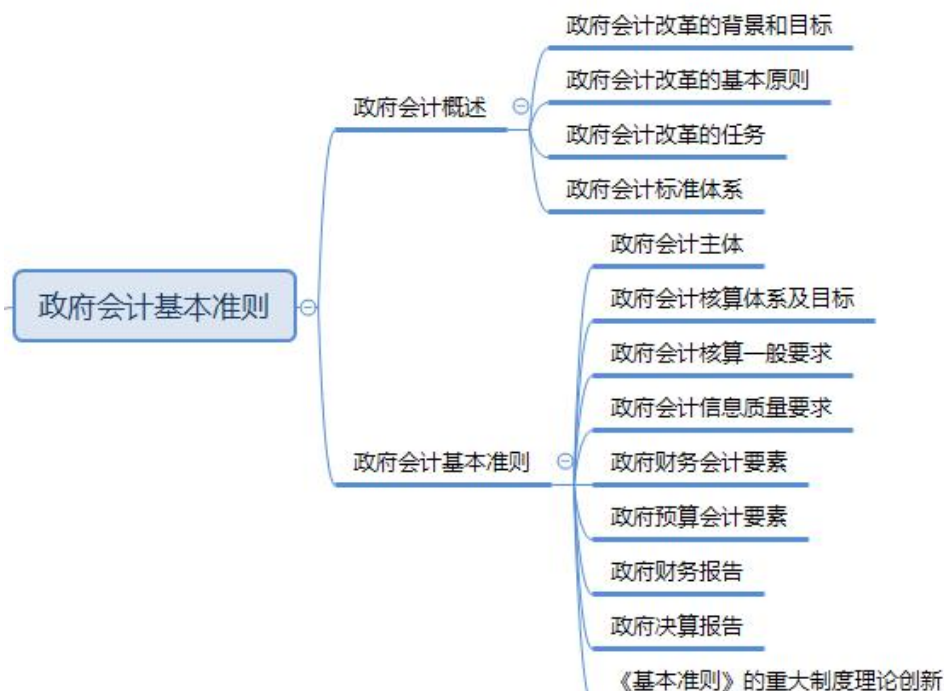 政府会计基本准则
政府会计概述
政府会计改革的背景和目标
政府会计改革的基本原则
政府会计改革的任务
政府会计标准体系
政府会计基本准则
政府会计主体
政府会计核算体系及目标
政府会计核算一般要求
政府会计信息质量要求
政府财务会计要素
政府预算会计要素
政府财务报告
政府决算报告
《基本准则》的重大制度理论创新